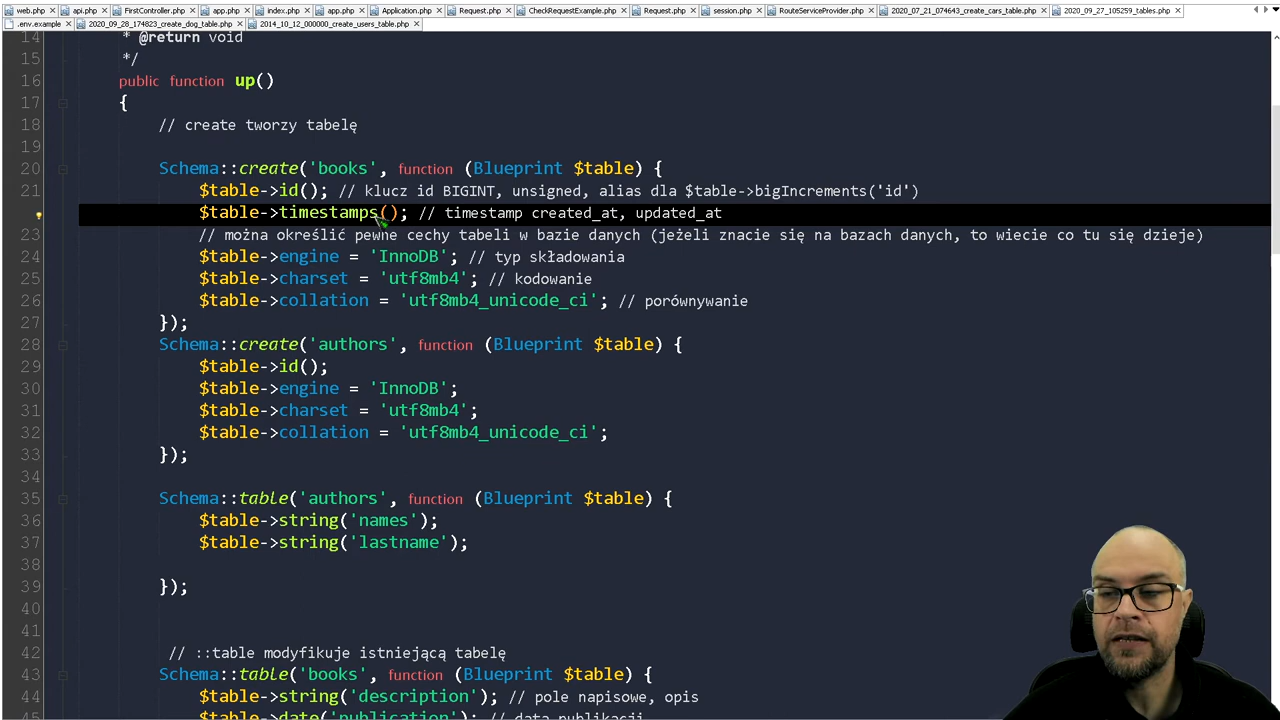 web.php × api.php × FirstController.php × app.php × index.php × app.php × Application.php × Request.php × CheckRequestExample.php × Request.php × session.php × RouteServiceProvider.php × 2020_07_21_074643_create_cars_table.php × 2020_09_27_105259_tables.php ×
.env.example × 2020_09_28_174823_create_dog_table.php × 2014_10_12_000000_create_users_table.php ×
14 * @return void
15 */
16 public function up()
17 {
18 // create tworzy tabelę
19
20 Schema::create('books', function (Blueprint $table) {
21 $table->id(); // klucz id BIGINT, unsigned, alias dla $table->bigIncrements('id')
$table->timestamps(); // timestamp created_at, updated_at
23 // można określić pewne cechy tabeli w bazie danych (jeżeli znacie się na bazach danych, to wiecie co tu się dzieje)
24 $table->engine = 'InnoDB'; // typ składowania
25 $table->charset = 'utf8mb4'; // kodowanie
26 $table->collation = 'utf8mb4_unicode_ci'; // porównywanie
27 });
28 Schema::create('authors', function (Blueprint $table) {
29 $table->id();
30 $table->engine = 'InnoDB';
31 $table->charset = 'utf8mb4';
32 $table->collation = 'utf8mb4_unicode_ci';
33 });
34
35 Schema::table('authors', function (Blueprint $table) {
36 $table->string('names');
37 $table->string('lastname');
38
39 });
40
41
42 // ::table modyfikuje istniejącą tabelę
43 Schema::table('books', function (Blueprint $table) {
44 $table->string('description'); // pole napisowe, opis
45 $table->date('publication'); // data publikacji